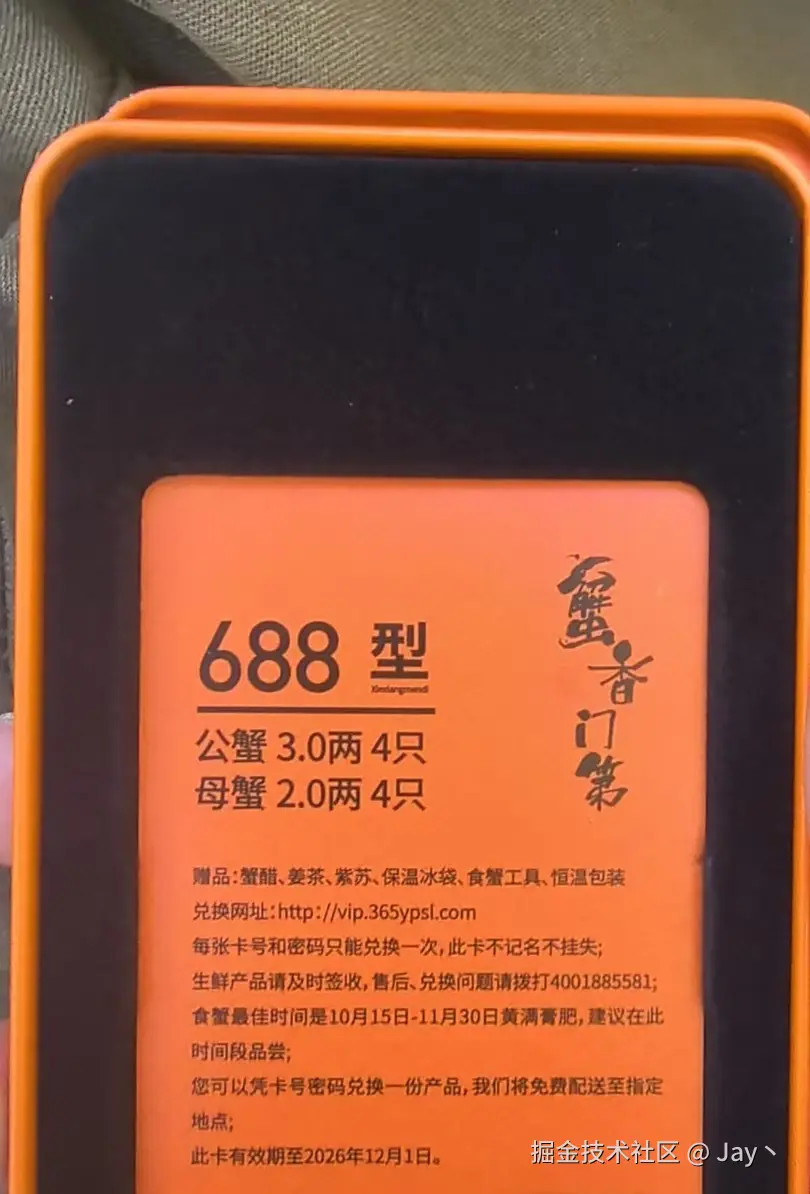 688 型
Xiexiangmendi
公蟹 3.0两 4只
母蟹 2.0两 4只
蟹香门第
赠品:蟹醋、姜茶、紫苏、保温冰袋、食蟹工具、恒温包装
兑换网址:http://vip.365ypsl.com
每张卡号和密码只能兑换一次,此卡不记名不挂失;
生鲜产品请及时签收,售后、兑换问题请拨打4001885581;
食蟹最佳时间是10月15日-11月30日黄满膏肥,建议在此
时间段品尝;
您可以凭卡号密码兑换一份产品,我们将免费配送至指定
地点;
此卡有效期至2026年12月1日。
掘金技术社区 @ Jay丶